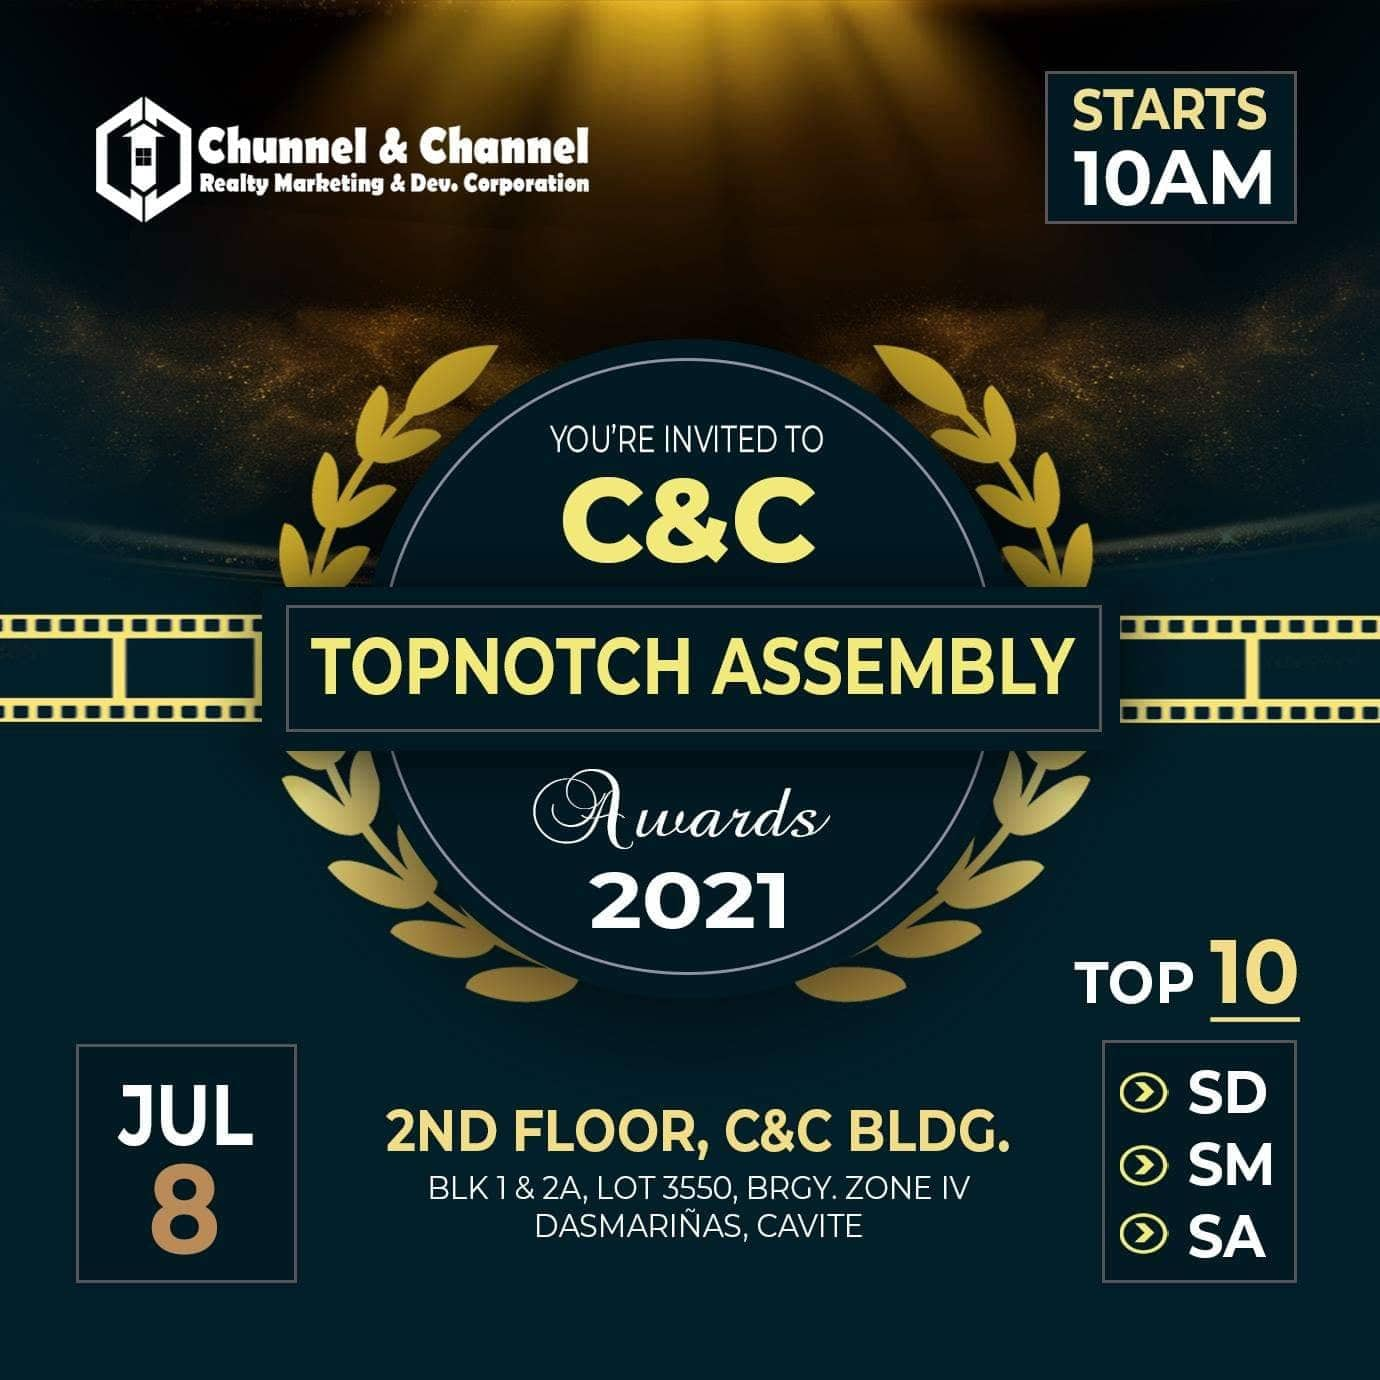 Chunnel & Channel
Realty Marketing & Dev. Corporation
STARTS
10AM
YOU'RE INVITED TO
C&C
TOPNOTCH ASSEMBLY
Awards
2021
TOP 10
SD
SM
SA
JUL
8
2ND FLOOR, C&C BLDG.
BLK 1 & 2A, LOT 3550, BRGY. ZONE IV
DASMARIÑAS, CAVITE